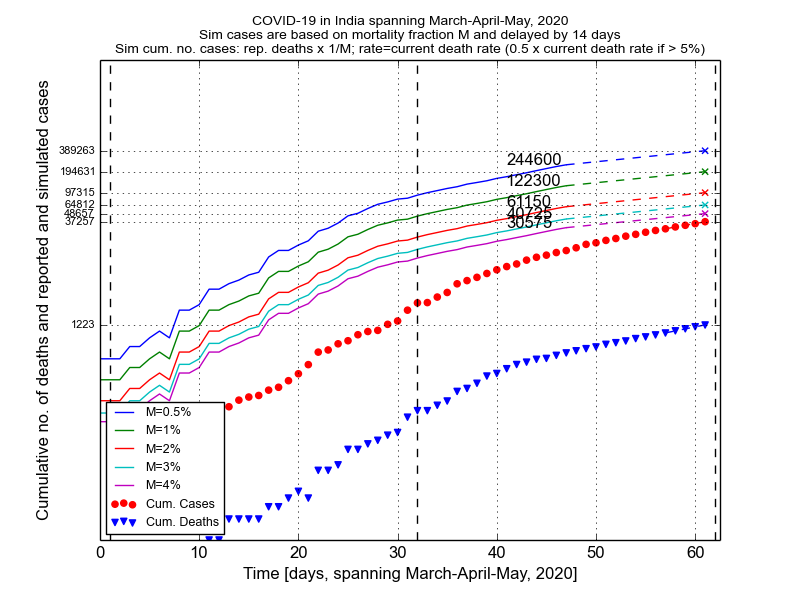 COVID-19 in India spanning March-April-May, 2020
Sim cases are based on mortality fraction M and delayed by 14 days
Sim cum. no. cases: rep. deaths x 1/M; rate=current death rate (0.5 x current death rate if > 5%)
Cumulative no. of deaths and reported and simulated cases
389263
194631
97315
64812
48657
37257
1223
244600
122300
61150
40725
30575
M=0.5%
M=1%
M=2%
M=3%
M=4%
Cum. Cases
Cum. Deaths
0 10 20 30 40 50 60
Time [days, spanning March-April-May, 2020]